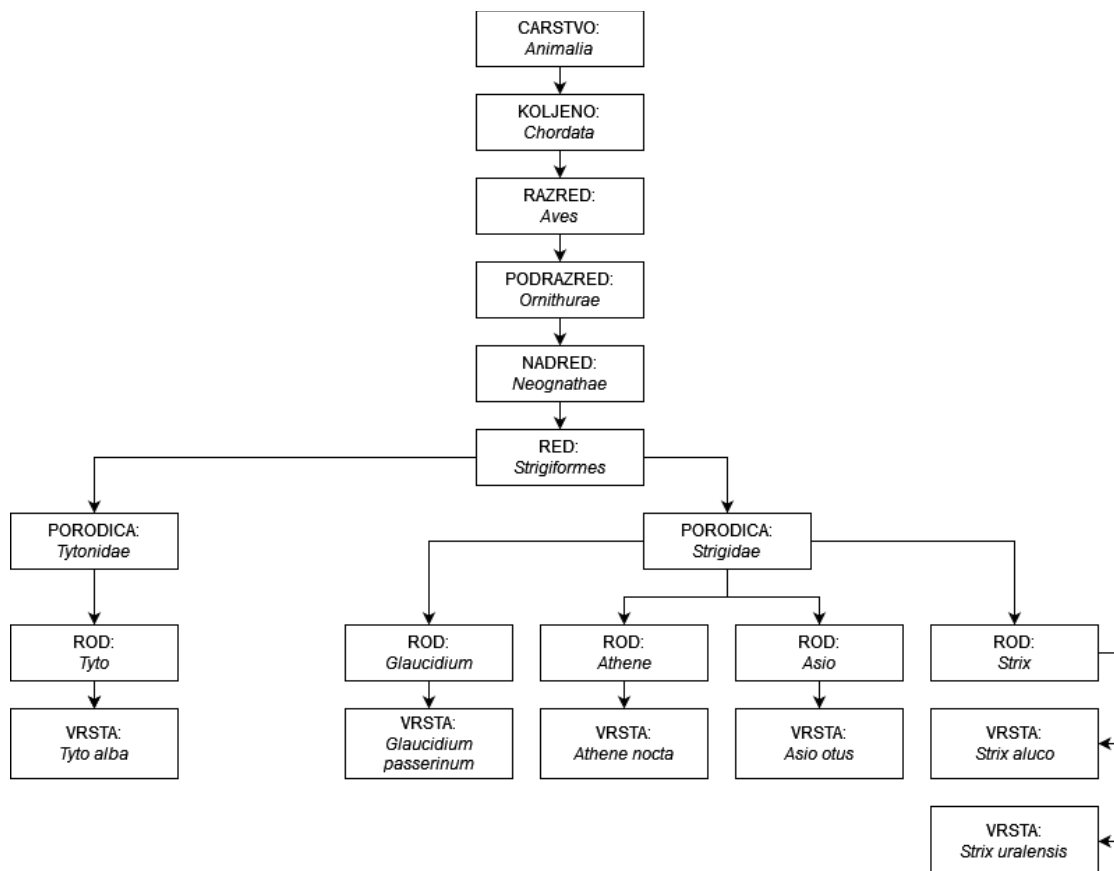 CARSTVO:
Animalia
KOLJENO:
Chordata
RAZRED:
Aves
PODRAZRED:
Ornithurae
NADRED:
Neognathae
RED:
Strigiformes
PORODICA:
Tytonidae
PORODICA:
Strigidae
ROD:
Tyto
ROD:
Glaucidium
ROD:
Athene
ROD:
Asio
ROD:
Strix
VRSTA:
Tyto alba
VRSTA:
Glaucidium
passerinum
VRSTA:
Athene nocta
VRSTA:
Asio otus
VRSTA:
Strix aluco
VRSTA:
Strix uralensis